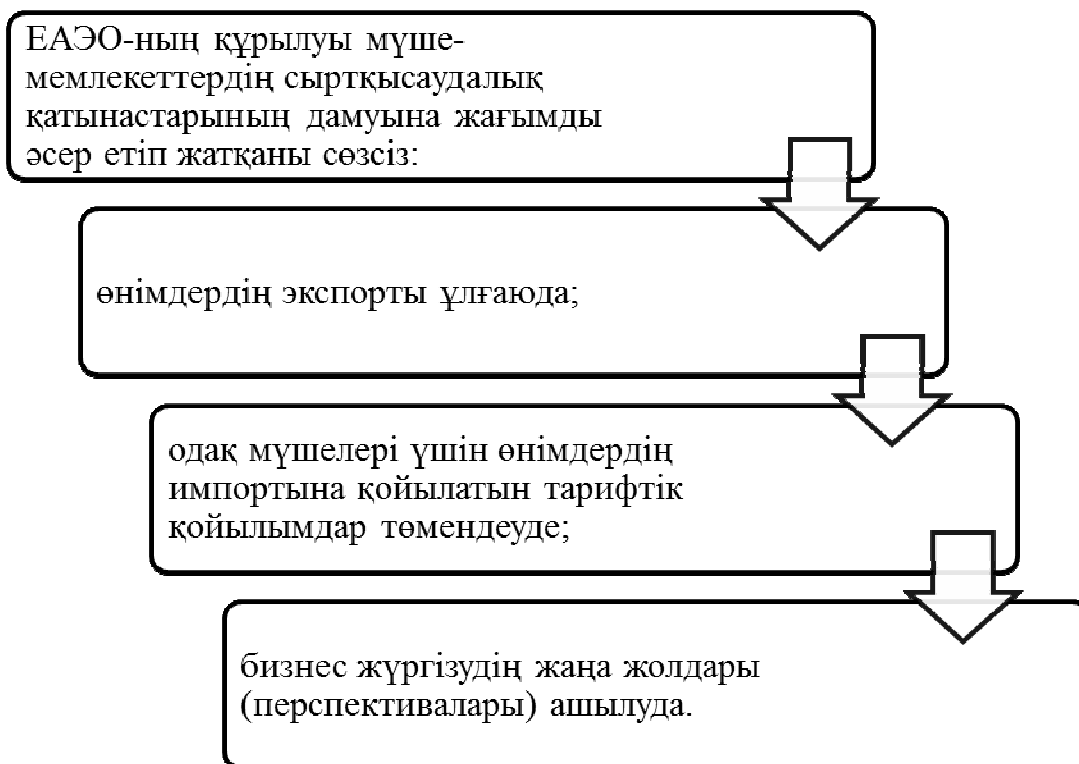 ЕАЭО-ның құрылуы мүше-
мемлекеттердің сыртқысаудалық
қатынастарының дамуына жағымды
әсер етіп жатқаны сөзсіз:
өнімдердің экспорты ұлғаюда;
одақ мүшелері үшін өнімдердің
импортына қойылатын тарифтік
қойылымдар төмендеуде;
бизнес жүргізудің жаңа жолдары
(перспективалары) ашылуда.